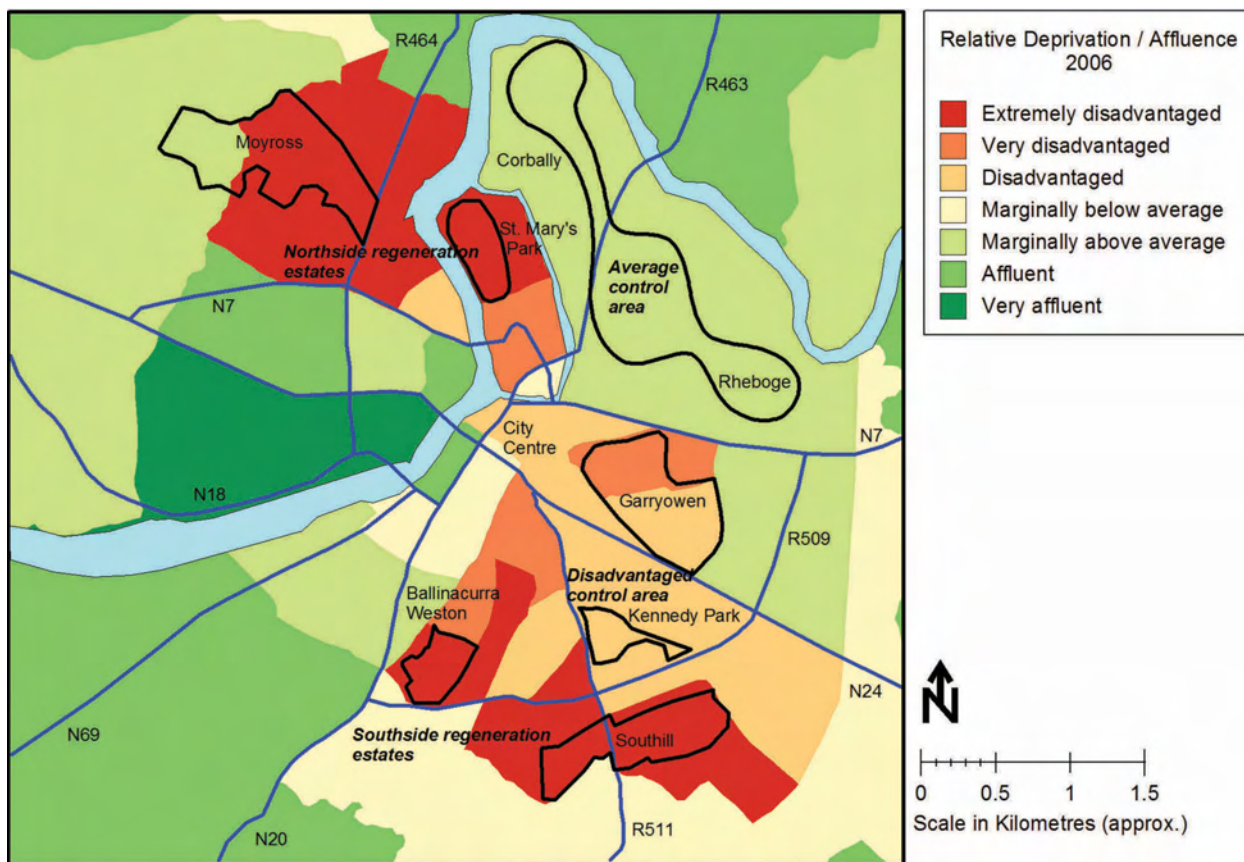 R464
R463
Moyross
Corbally
St. Mary's
Park
Northside regeneration
estates
Average
control
area
N7
Rheboge
City
Centre
N7
N18
Garryowen
R509
Disadvantaged
control area
Ballinacurra
Weston
Kennedy Park
N24
N69
Southside regeneration
estates
Southill
N20
R511
Relative Deprivation / Affluence
2006
Extremely disadvantaged
Very disadvantaged
Disadvantaged
Marginally below average
Marginally above average
Affluent
Very affluent
N
0 0.5 1 1.5
Scale in Kilometres (approx.)